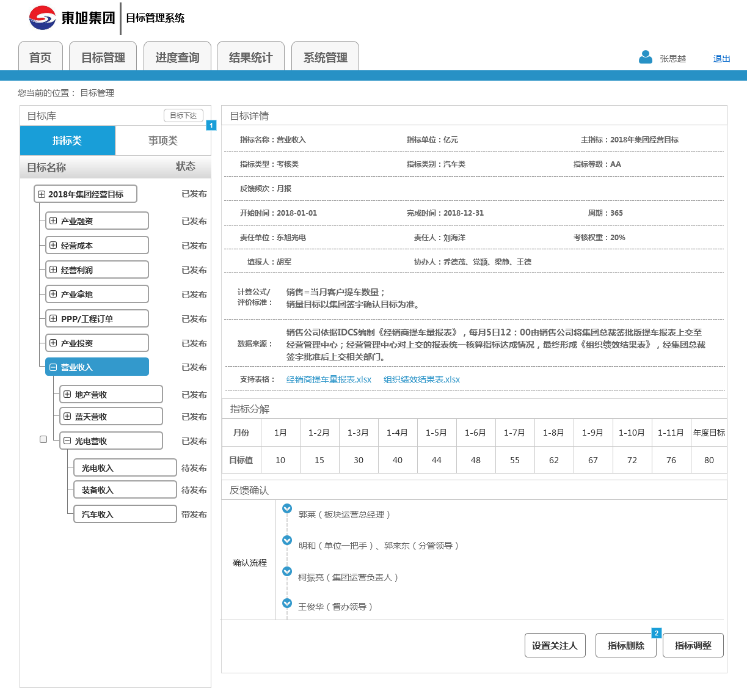 東旭集团 目标管理系统
首页 目标管理 进度查询 结果统计 系统管理 张思越 退出
您当前的位置： 目标管理
目标库 目标下达
1
指标类 事项类
目标名称 状态
2018年集团经营目标 已发布
产业融资 已发布
经营成本 已发布
经营利润 已发布
产业拿地 已发布
PPP/工程订单 已发布
产业投资 已发布
营业收入 已发布
地产营收 已发布
蓝天营收 已发布
光电营收 已发布
光电收入 待发布
装备收入 待发布
汽车收入 带发布
目标详情
指标名称：营业收入 指标单位：亿元 主指标：2018年集团经营目标
指标类型：考核类 指标类别：汽车类 指标等级：AA
反馈频次：月报
开始时间：2018-01-01 完成时间：2018-12-31 周期：365
责任单位：东旭光电 责任人：刘海洋 考核权重：20%
填报人：胡军 协办人：乔德茂、党颖、梁静、王德
计算公式/
评价标准：
销售=当月客户提车数量；
销量目标以集团签字确认目标为准。
数据来源：
销售公司依据IDCS编制《经销商提车量报表》，每月5日12：00由销售公司将集团总裁签批版提车报表上交至
经营管理中心；经营管理中心对上交的报表统一核算指标达成情况，最终形成《组织绩效结果表》，经集团总裁
签字批准后上交相关部门。
支持表格： 经销商提车量报表.xlsx 组织绩效结果表.xlsx
指标分解
月份 1月 1-2月 1-3月 1-4月 1-5月 1-6月 1-7月 1-8月 1-9月 1-10月 1-11月 年度目标
目标值 10 15 30 40 44 48 55 62 67 72 76 80
反馈确认
确认流程
郭莱（板块运营总经理）
明和（单位一把手）、郭来东（分管领导）
柯振亮（集团运营负责人）
王俊华（督办领导）
2
设置关注人 指标删除 指标调整